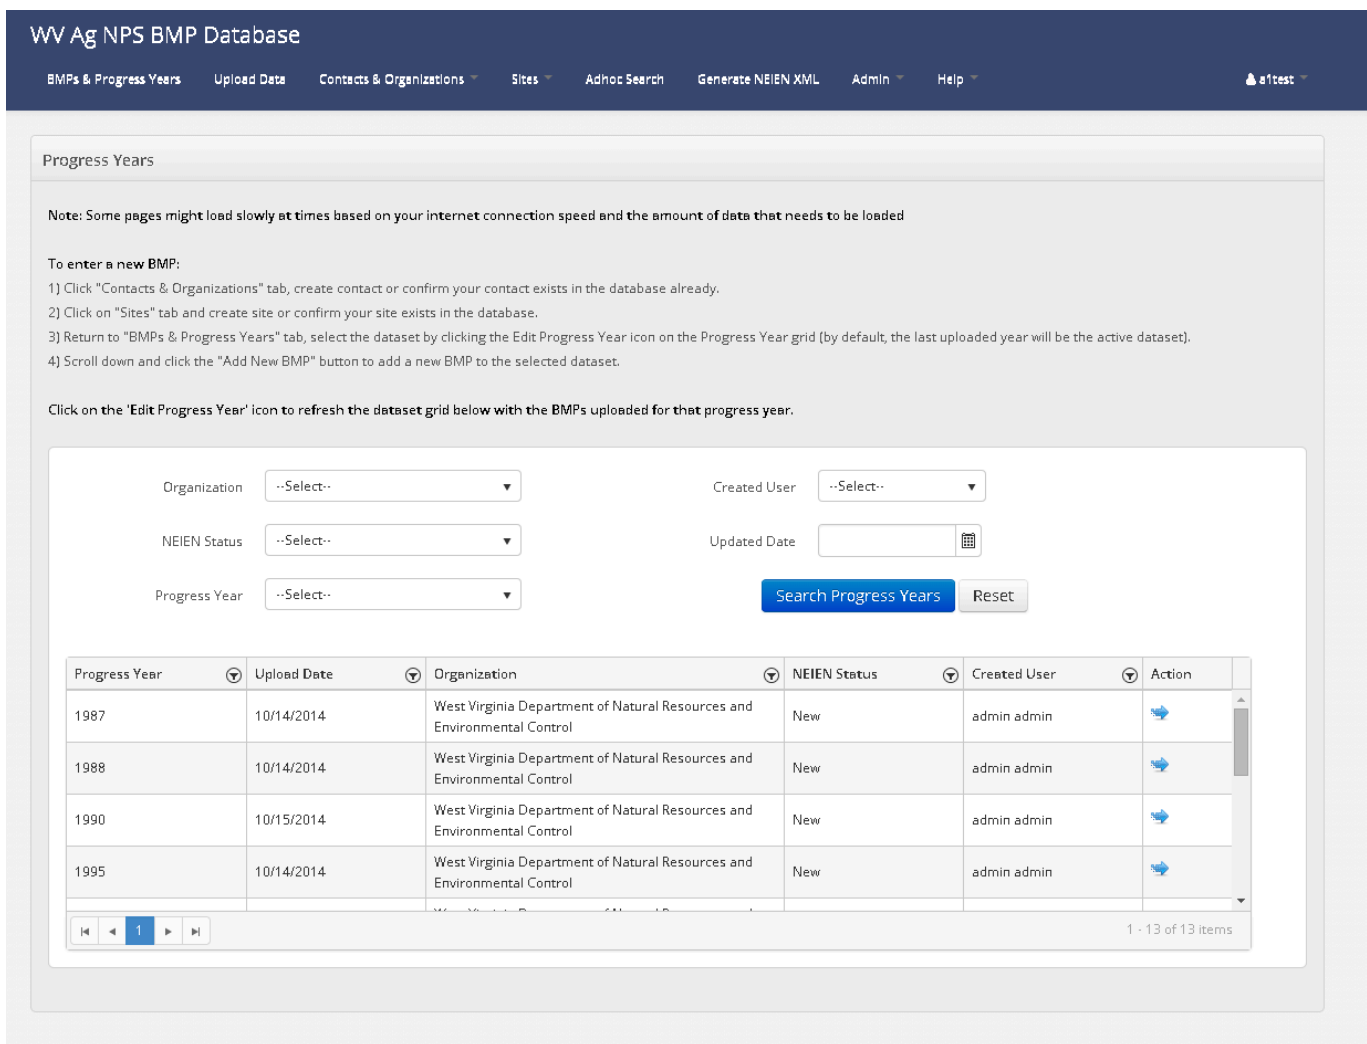 WV Ag NPS BMP Database
BMPs & Progress Years Upload Data Contacts & Organizations Sites Adhoc Search Generate NEIEN XML Admin Help a1test
Progress Years
Note: Some pages might load slowly at times based on your internet connection speed and the amount of data that needs to be loaded
To enter a new BMP:
1) Click "Contacts & Organizations" tab, create contact or confirm your contact exists in the database already.
2) Click on "Sites" tab and create site or confirm your site exists in the database.
3) Return to "BMPs & Progress Years" tab, select the dataset by clicking the Edit Progress Year icon on the Progress Year grid (by default, the last uploaded year will be the active dataset).
4) Scroll down and click the "Add New BMP" button to add a new BMP to the selected dataset.
Click on the 'Edit Progress Year' icon to refresh the dataset grid below with the BMPs uploaded for that progress year.
Organization --Select-- Created User --Select--
NEIEN Status --Select-- Updated Date
Progress Year --Select-- Search Progress Years Reset
Progress Year Upload Date Organization NEIEN Status Created User Action
1987 10/14/2014 West Virginia Department of Natural Resources and New admin admin
Environmental Control
1988 10/14/2014 West Virginia Department of Natural Resources and New admin admin
Environmental Control
1990 10/15/2014 West Virginia Department of Natural Resources and New admin admin
Environmental Control
1995 10/14/2014 West Virginia Department of Natural Resources and New admin admin
Environmental Control
1 1 - 13 of 13 items